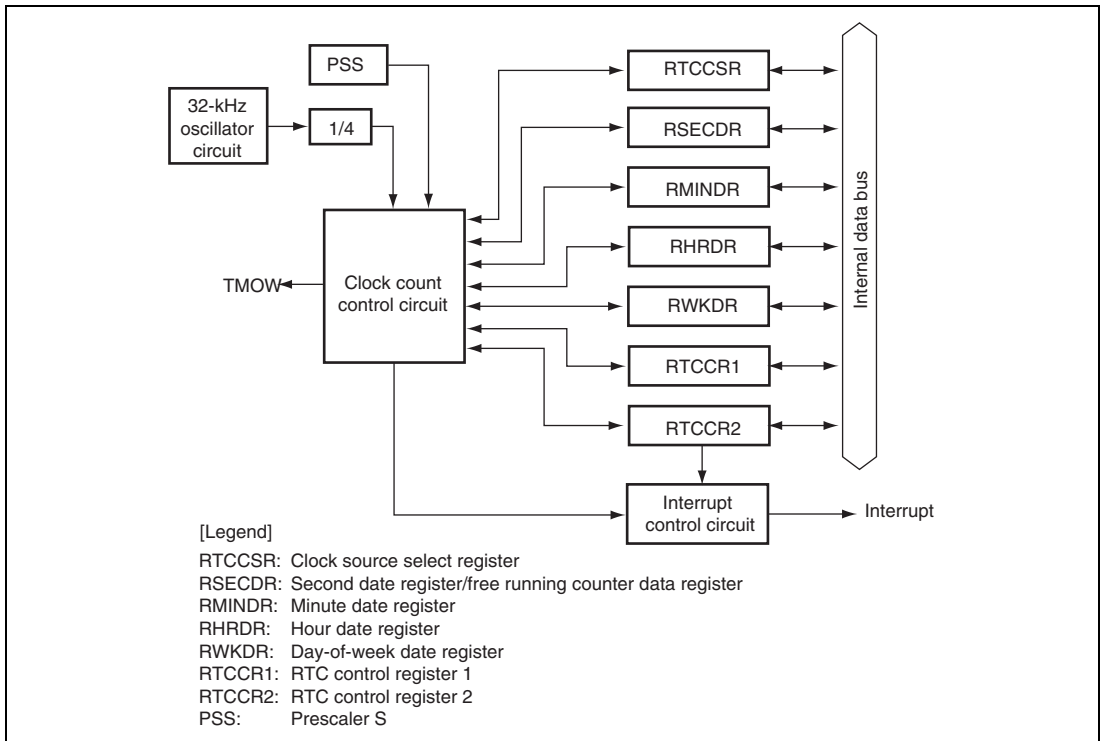 PSS
32-kHz
oscillator
circuit
1/4
RTCCSR
RSECDR
RMINDR
RHRDR
RWKDR
RTCCR1
RTCCR2
Internal data bus
TMOW
Clock count
control circuit
Interrupt
control circuit
Interrupt
[Legend]
RTCCSR: Clock source select register
RSECDR: Second date register/free running counter data register
RMINDR: Minute date register
RHRDR: Hour date register
RWKDR: Day-of-week date register
RTCCR1: RTC control register 1
RTCCR2: RTC control register 2
PSS: Prescaler S